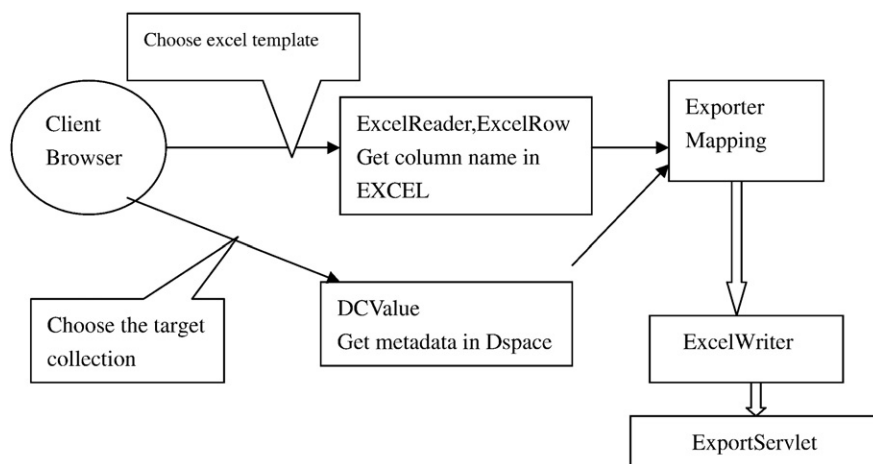 Choose excel template
Client
Browser
ExcelReader,ExcelRow
Get column name in
EXCEL
Exporter
Mapping
Choose the target
collection
DCValue
Get metadata in Dspace
ExcelWriter
ExportServlet